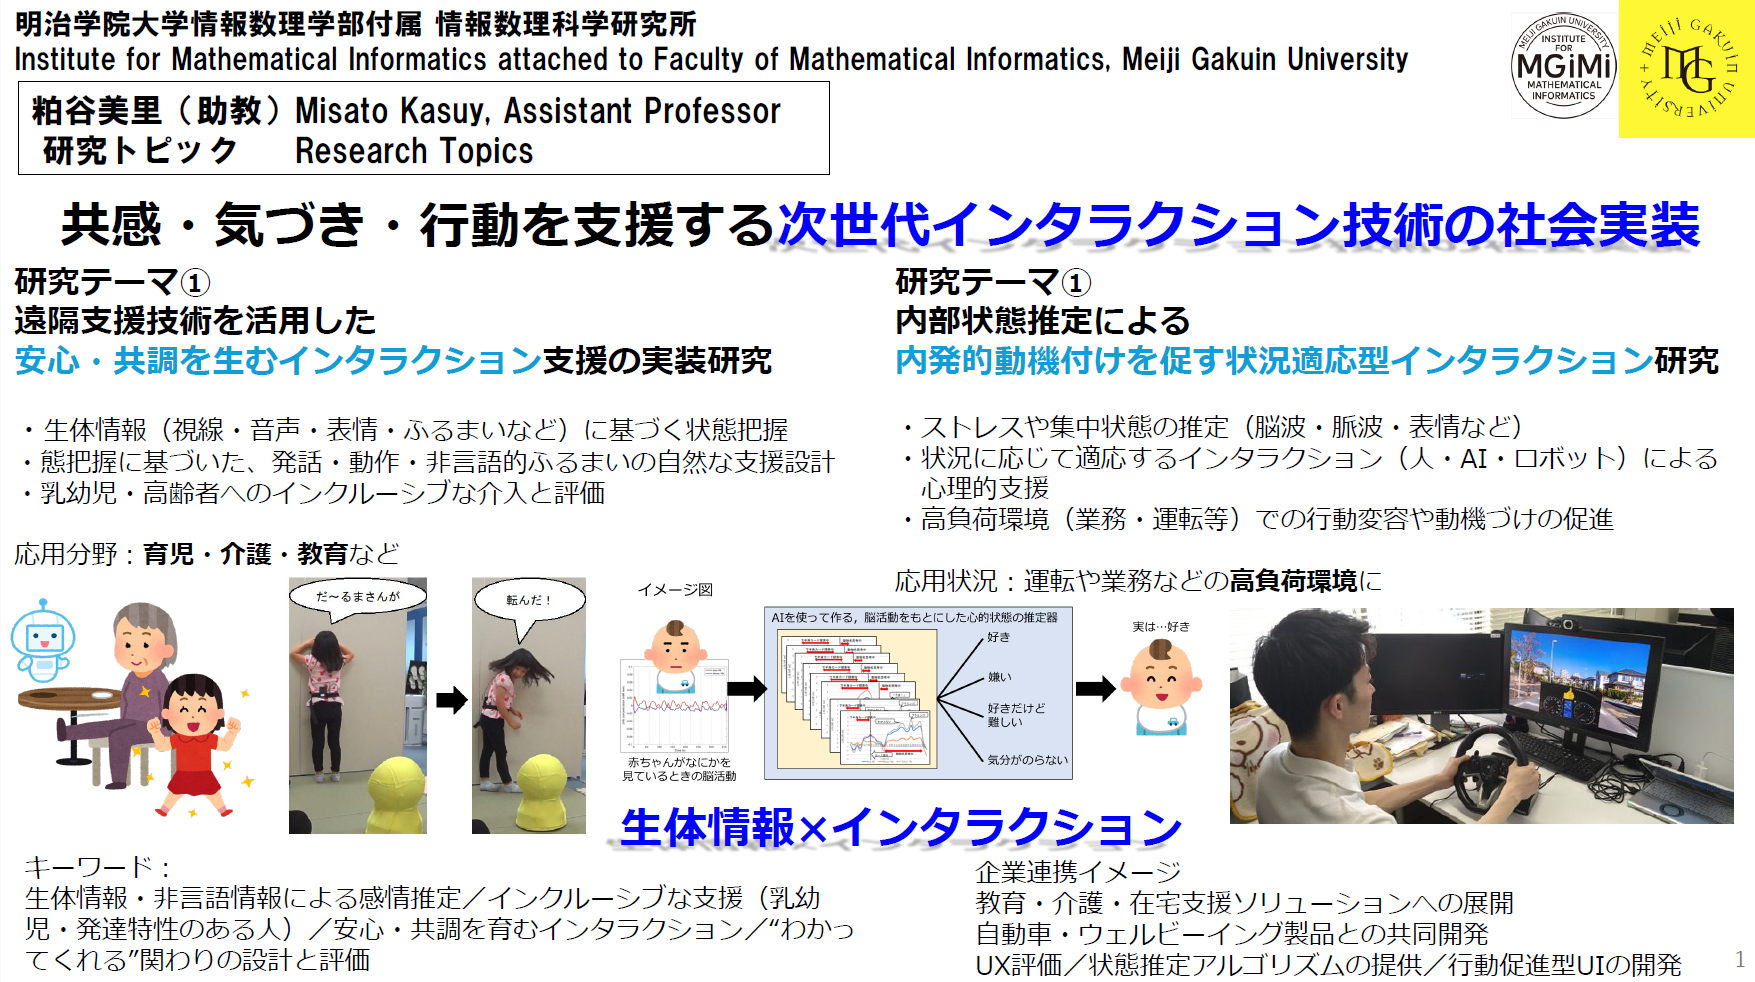 明治学院大学情報数理学部付属 情報数理科学研究所
Institute for Mathematical Informatics attached to Faculty of Mathematical Informatics, Meiji Gakuin University
MEIJI GAKUIN UNIVERSITY
INSTITUTE
FOR
MGiMi
MATHEMATICAL
INFORMATICS
MEIJI GAKUIN UNIVERSITY
MG
粕谷美里（助教）Misato Kasuy, Assistant Professor
研究トピック Research Topics
共感・気づき・行動を支援する次世代インタラクション技術の社会実装
研究テーマ①
遠隔支援技術を活用した
安心・共調を生むインタラクション支援の実装研究
・生体情報（視線・音声・表情・ふるまいなど）に基づく状態把握
・態把握に基づいた、発話・動作・非言語的ふるまいの自然な支援設計
・乳幼児・高齢者へのインクルーシブな介入と評価
応用分野：育児・介護・教育など
研究テーマ①
内部状態推定による
内発的動機付けを促す状況適応型インタラクション研究
・ストレスや集中状態の推定（脳波・脈波・表情など）
・状況に応じて適応するインタラクション（人・AI・ロボット）による
心理的支援
・高負荷環境（業務・運転等）での行動変容や動機づけの促進
応用状況：運転や業務などの高負荷環境に
だ～るまさんが
転んだ！
イメージ図
赤ちゃんがなにかを
見ているときの脳活動
AIを使って作る，脳活動をもとにした心的状態の推定器
好き
嫌い
好きだけど
難しい
気分がのらない
実は…好き
生体情報×インタラクション
キーワード：
生体情報・非言語情報による感情推定／インクルーシブな支援（乳幼
児・発達特性のある人）／安心・共調を育むインタラクション／“わかっ
てくれる”関わりの設計と評価
企業連携イメージ
教育・介護・在宅支援ソリューションへの展開
自動車・ウェルビーイング製品との共同開発
UX評価／状態推定アルゴリズムの提供／行動促進型UIの開発
1